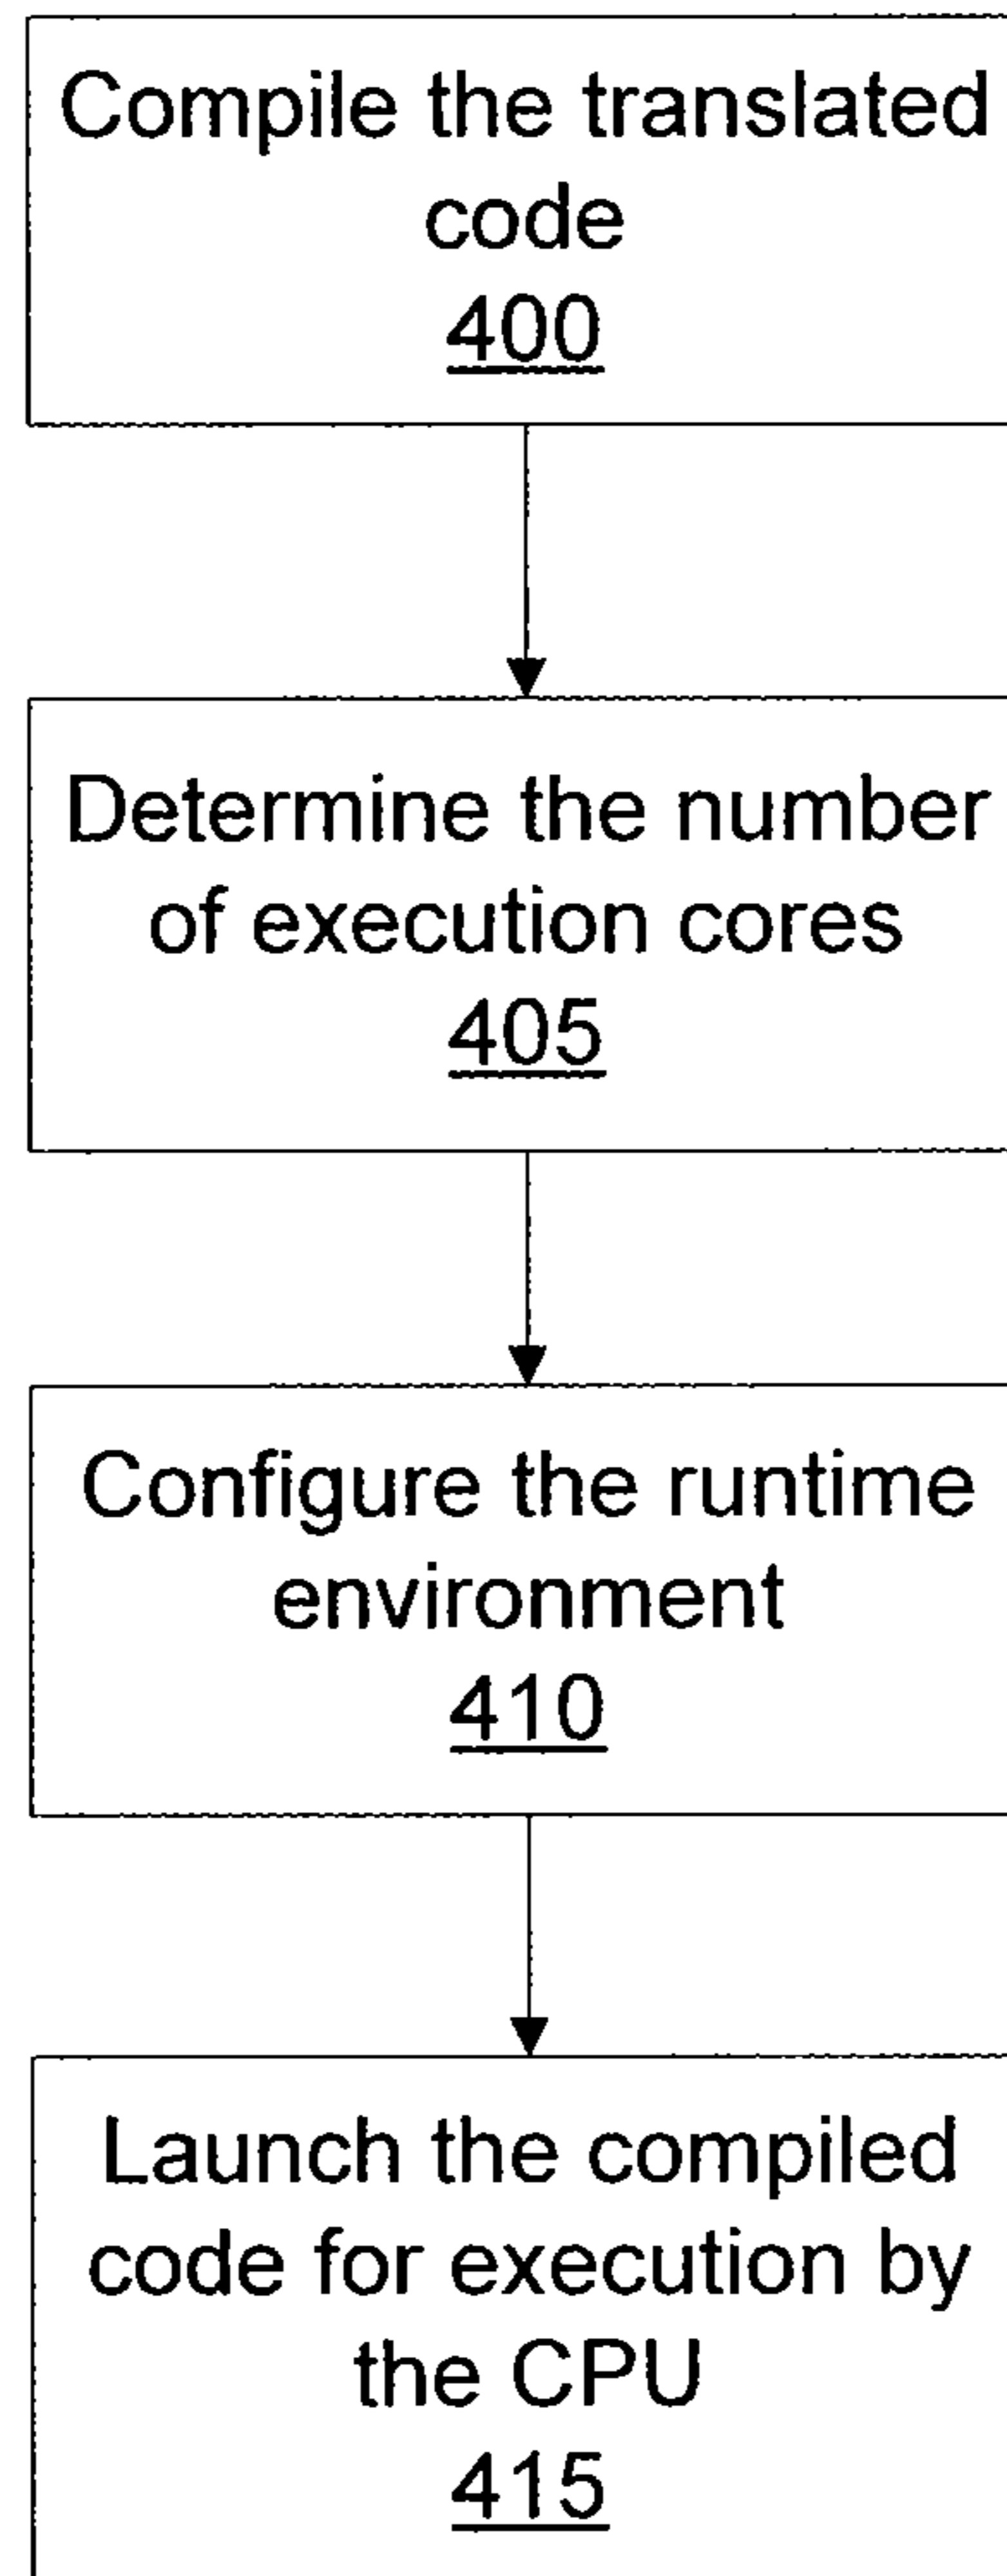 Compile the translated
code
400
Determine the number
of execution cores
405
Configure the runtime
environment
410
Launch the compiled
code for execution by
the CPU
415